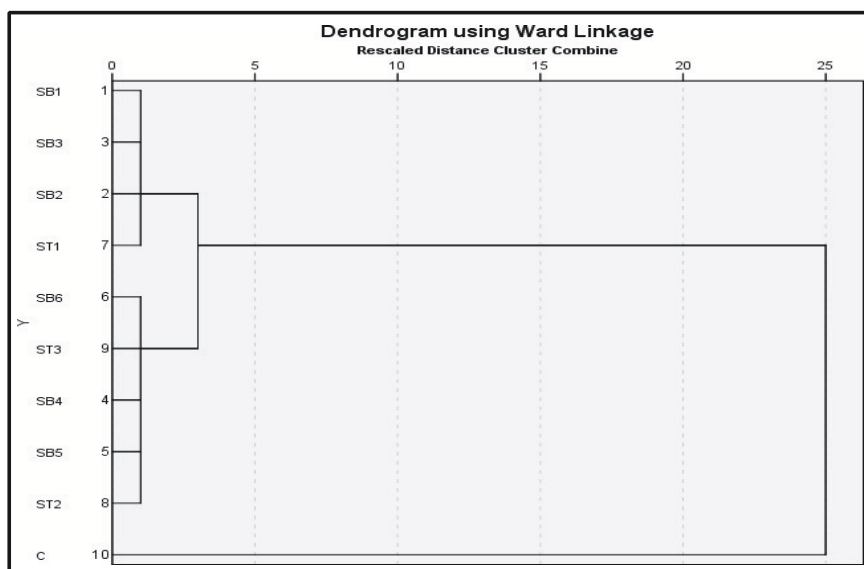 Dendrogram using Ward Linkage
Rescaled Distance Cluster Combine
0 5 10 15 20 25
SB1 1
SB3 3
SB2 2
ST1 7
SB6 6
Y
ST3 9
SB4 4
SB5 5
ST2 8
C 10